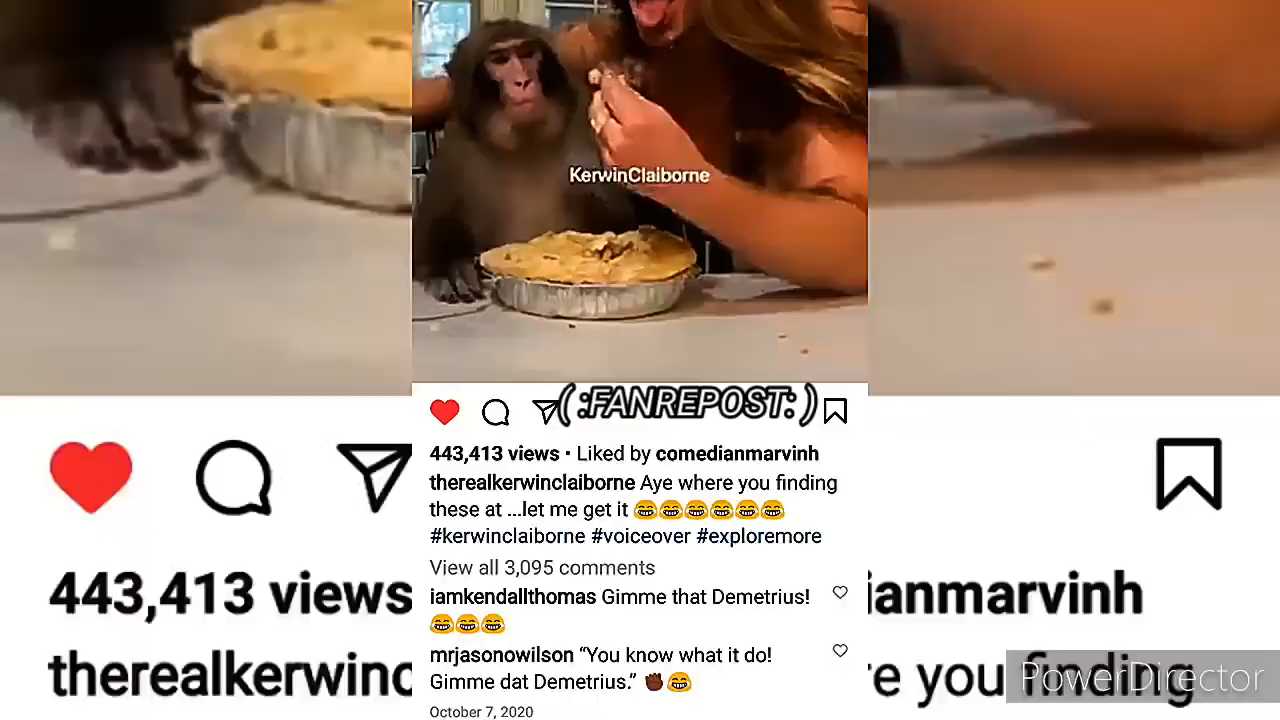 KerwinClaiborne
( :FANREPOST: )
443,413 views • Liked by comedianmarvinh
therealkerwinclaiborne Aye where you finding
these at ...let me get it 😂😂😂😂😂😂
#kerwinclaiborne #voiceover #exploremore
View all 3,095 comments
iamkendallthomas Gimme that Demetrius!
😂😂😂
mrjasonowilson “You know what it do!
Gimme dat Demetrius.” ✊🏿😂
October 7, 2020
443,413 views
ianmarvinh
therealkerwinc
re you finding
PowerDirector